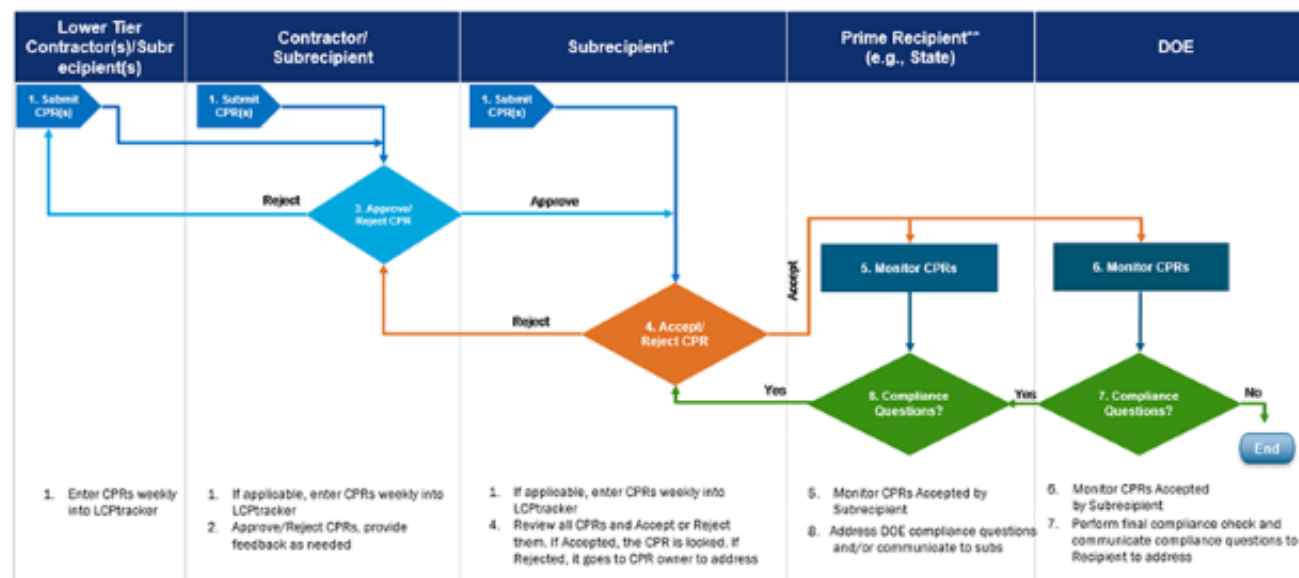 Lower Tier
Contractor(s)/Subr
ecipient(s)
Contractor/
Subrecipient
Subrecipient*
Prime Recipient**
(e.g., State)
DOE
1. Submit
CPR(s)
1. Submit
CPR(s)
1. Submit
CPR(s)
Reject
3. Approve/
Reject CPR
Approve
Reject
4. Accept/
Reject CPR
Accept
5. Monitor CPRs
6. Monitor CPRs
Yes
8. Compliance
Questions?
Yes
7. Compliance
Questions?
No
End
1. Enter CPRs weekly
into LCPtracker
1. If applicable, enter CPRs weekly into
LCPtracker
2. Approve/Reject CPRs, provide
feedback as needed
1. If applicable, enter CPRs weekly into
LCPtracker
4. Review all CPRs and Accept or Reject
them. If Accepted, the CPR is locked. If
Rejected, it goes to CPR owner to address
5. Monitor CPRs Accepted by
Subrecipient
8. Address DOE compliance questions
and/or communicate to subs
6. Monitor CPRs Accepted
by Subrecipient
7. Perform final compliance check and
communicate compliance questions to
Recipient to address